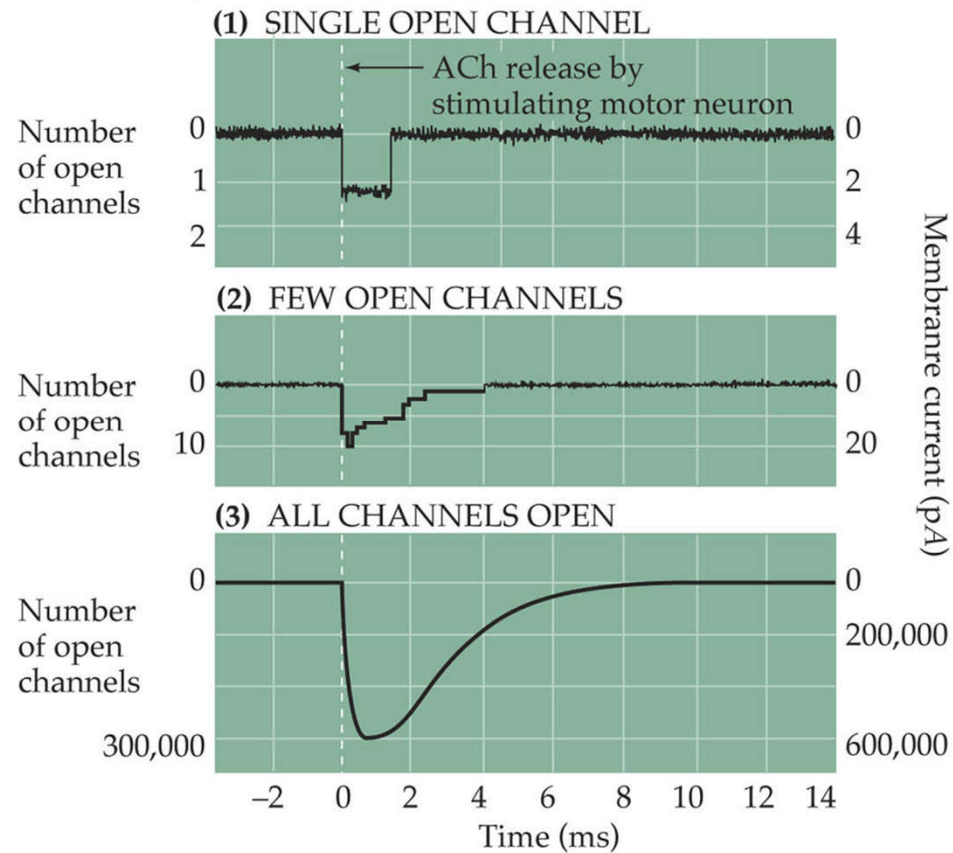 (1) SINGLE OPEN CHANNEL
ACh release by
stimulating motor neuron
Number
of open
channels
0
1
2
0
2
4
(2) FEW OPEN CHANNELS
Number
of open
channels
0
10
0
20
(3) ALL CHANNELS OPEN
Number
of open
channels
0
300,000
0
200,000
600,000
Membranre current (pA)
−2 0 2 4 6 8 10 12 14
Time (ms)